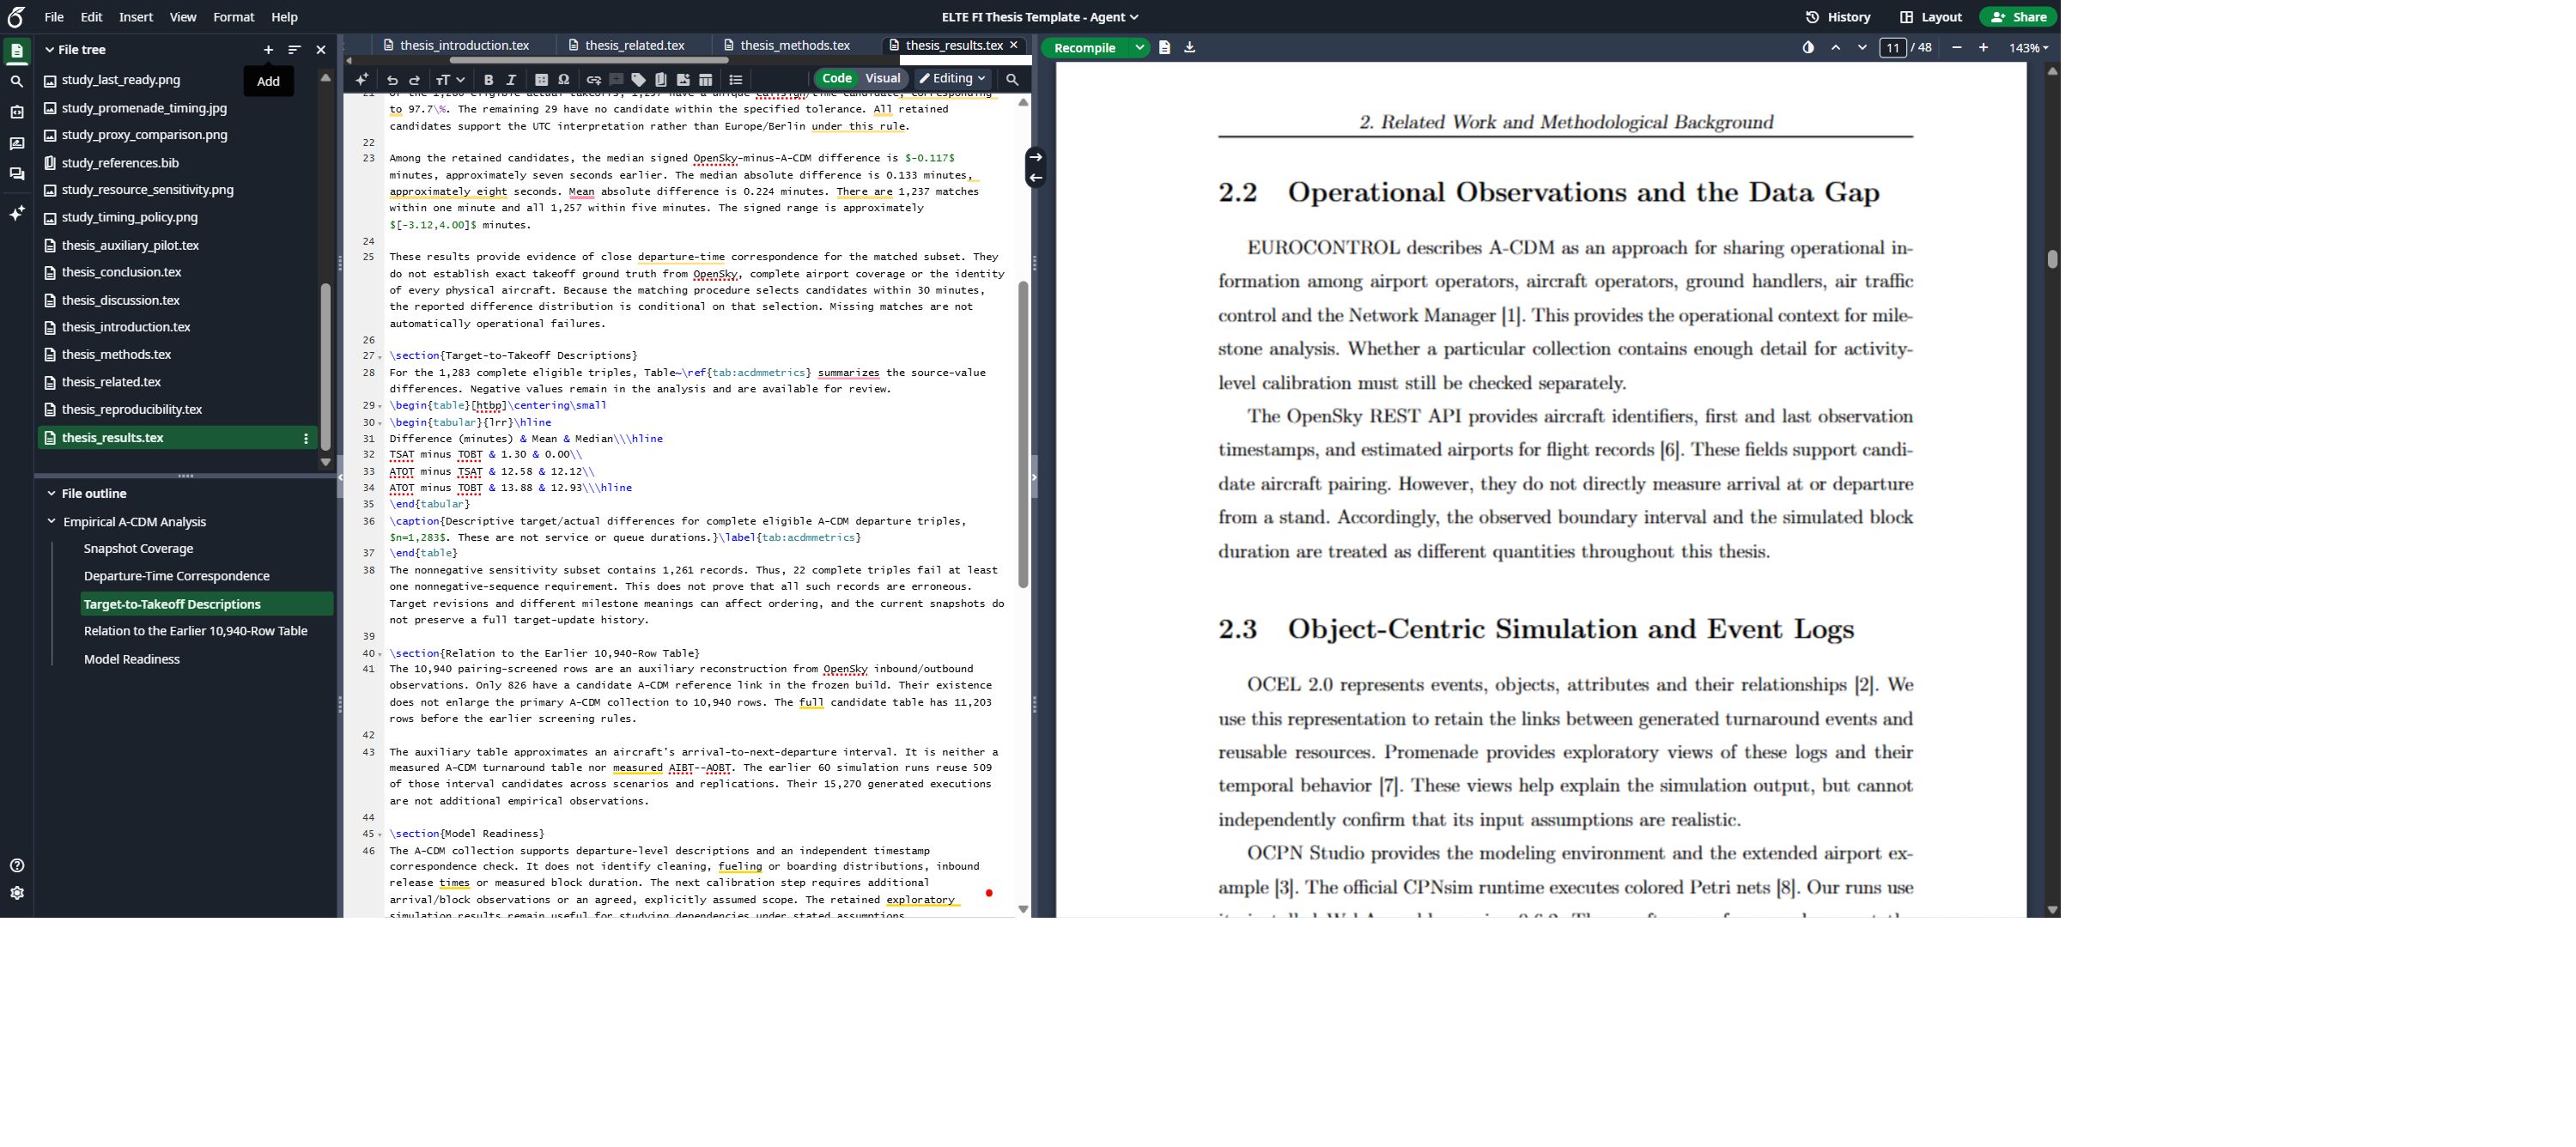 File Edit Insert View Format Help
ELTE FI Thesis Template - Agent
History Layout Share
File tree
Add
study_last_ready.png
study_promenade_timing.jpg
study_proxy_comparison.png
study_references.bib
study_resource_sensitivity.png
study_timing_policy.png
thesis_auxiliary_pilot.tex
thesis_conclusion.tex
thesis_discussion.tex
thesis_introduction.tex
thesis_methods.tex
thesis_related.tex
thesis_reproducibility.tex
thesis_results.tex
File outline
Empirical A-CDM Analysis
Snapshot Coverage
Departure-Time Correspondence
Target-to-Takeoff Descriptions
Relation to the Earlier 10,940-Row Table
Model Readiness
thesis_introduction.tex thesis_related.tex thesis_methods.tex thesis_results.tex
Code Visual Editing
to 97.7\%. The remaining 29 have no candidate within the specified tolerance. All retained
candidates support the UTC interpretation rather than Europe/Berlin under this rule.
22
23 Among the retained candidates, the median signed OpenSky-minus-A-CDM difference is $-0.117$
minutes, approximately seven seconds earlier. The median absolute difference is 0.133 minutes,
approximately eight seconds. Mean absolute difference is 0.224 minutes. There are 1,237 matches
within one minute and all 1,257 within five minutes. The signed range is approximately
$[-3.12,4.00]$ minutes.
24
25 These results provide evidence of close departure-time correspondence for the matched subset. They
do not establish exact takeoff ground truth from OpenSky, complete airport coverage or the identity
of every physical aircraft. Because the matching procedure selects candidates within 30 minutes,
the reported difference distribution is conditional on that selection. Missing matches are not
automatically operational failures.
26
27 \section{Target-to-Takeoff Descriptions}
28 For the 1,283 complete eligible triples, Table~\ref{tab:acdmmetrics} summarizes the source-value
differences. Negative values remain in the analysis and are available for review.
29 \begin{table}[htbp]\centering\small
30 \begin{tabular}{lrr}\hline
31 Difference (minutes) & Mean & Median\\\hline
32 TSAT minus TOBT & 1.30 & 0.00\\
33 ATOT minus TSAT & 12.58 & 12.12\\
34 ATOT minus TOBT & 13.88 & 12.93\\\hline
35 \end{tabular}
36 \caption{Descriptive target/actual differences for complete eligible A-CDM departure triples,
$n=1,283$. These are not service or queue durations.}\label{tab:acdmmetrics}
37 \end{table}
38 The nonnegative sensitivity subset contains 1,261 records. Thus, 22 complete triples fail at least
one nonnegative-sequence requirement. This does not prove that all such records are erroneous.
Target revisions and different milestone meanings can affect ordering, and the current snapshots do
not preserve a full target-update history.
39
40 \section{Relation to the Earlier 10,940-Row Table}
41 The 10,940 pairing-screened rows are an auxiliary reconstruction from OpenSky inbound/outbound
observations. Only 826 have a candidate A-CDM reference link in the frozen build. Their existence
does not enlarge the primary A-CDM collection to 10,940 rows. The full candidate table has 11,203
rows before the earlier screening rules.
42
43 The auxiliary table approximates an aircraft's arrival-to-next-departure interval. It is neither a
measured A-CDM turnaround table nor measured AIBT--AOBT. The earlier 60 simulation runs reuse 509
of those interval candidates across scenarios and replications. Their 15,270 generated executions
are not additional empirical observations.
44
45 \section{Model Readiness}
46 The A-CDM collection supports departure-level descriptions and an independent timestamp
correspondence check. It does not identify cleaning, fueling or boarding distributions, inbound
release times or measured block duration. The next calibration step requires additional
arrival/block observations or an agreed, explicitly assumed scope. The retained exploratory
simulation results remain useful for studying dependencies under stated assumptions.
Recompile
11 / 48
143%
2. Related Work and Methodological Background
2.2 Operational Observations and the Data Gap
EUROCONTROL describes A-CDM as an approach for sharing operational in-
formation among airport operators, aircraft operators, ground handlers, air traffic
control and the Network Manager [1]. This provides the operational context for mile-
stone analysis. Whether a particular collection contains enough detail for activity-
level calibration must still be checked separately.
The OpenSky REST API provides aircraft identifiers, first and last observation
timestamps, and estimated airports for flight records [6]. These fields support candi-
date aircraft pairing. However, they do not directly measure arrival at or departure
from a stand. Accordingly, the observed boundary interval and the simulated block
duration are treated as different quantities throughout this thesis.
2.3 Object-Centric Simulation and Event Logs
OCEL 2.0 represents events, objects, attributes and their relationships [2]. We
use this representation to retain the links between generated turnaround events and
reusable resources. Promenade provides exploratory views of these logs and their
temporal behavior [7]. These views help explain the simulation output, but cannot
independently confirm that its input assumptions are realistic.
OCPN Studio provides the modeling environment and the extended airport ex-
ample [3]. The official CPNsim runtime executes colored Petri nets [8]. Our runs use